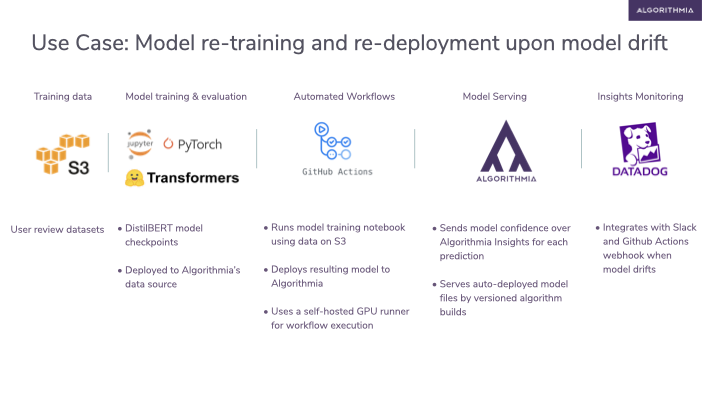 ALGORITHMIA
Use Case: Model re-training and re-deployment upon model drift
Training data
Model training & evaluation
Automated Workflows
Model Serving
Insights Monitoring
S3
jupyter
PyTorch
Transformers
GitHub Actions
ALGORITHMIA
DATADOG
User review datasets
• DistilBERT model
checkpoints
• Deployed to Algorithmia's
data source
• Runs model training notebook
using data on S3
• Deploys resulting model to
Algorithmia
• Uses a self-hosted GPU runner
for workflow execution
• Sends model confidence over
Algorithmia Insights for each
prediction
• Serves auto-deployed model
files by versioned algorithm
builds
• Integrates with Slack
and Github Actions
webhook when
model drifts